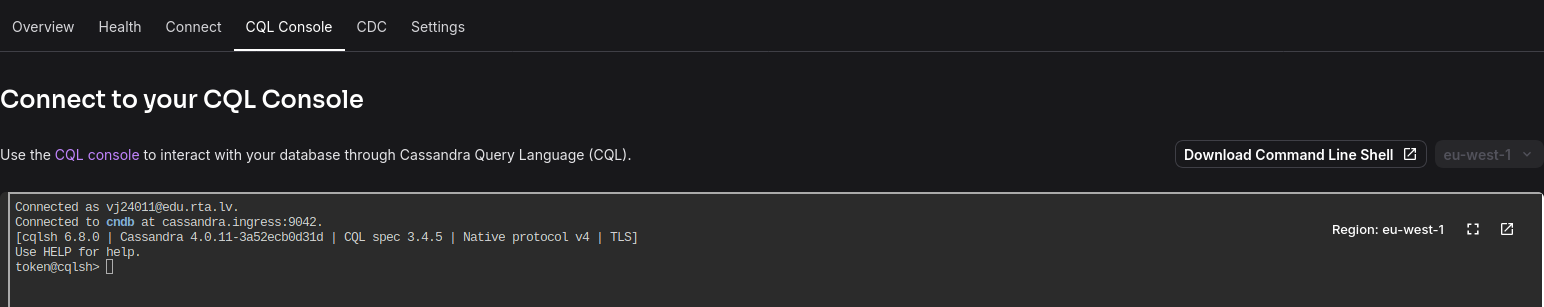 Overview Health Connect CQL Console CDC Settings
Connect to your CQL Console
Use the CQL console to interact with your database through Cassandra Query Language (CQL).
Download Command Line Shell
eu-west-1
Connected as vj24011@edu.rta.lv.
Connected to cndb at cassandra.ingress:9042.
[cqlsh 6.8.0 | Cassandra 4.0.11-3a52ecb0d31d | CQL spec 3.4.5 | Native protocol v4 | TLS]
Region: eu-west-1
Use HELP for help.
token@cqlsh>